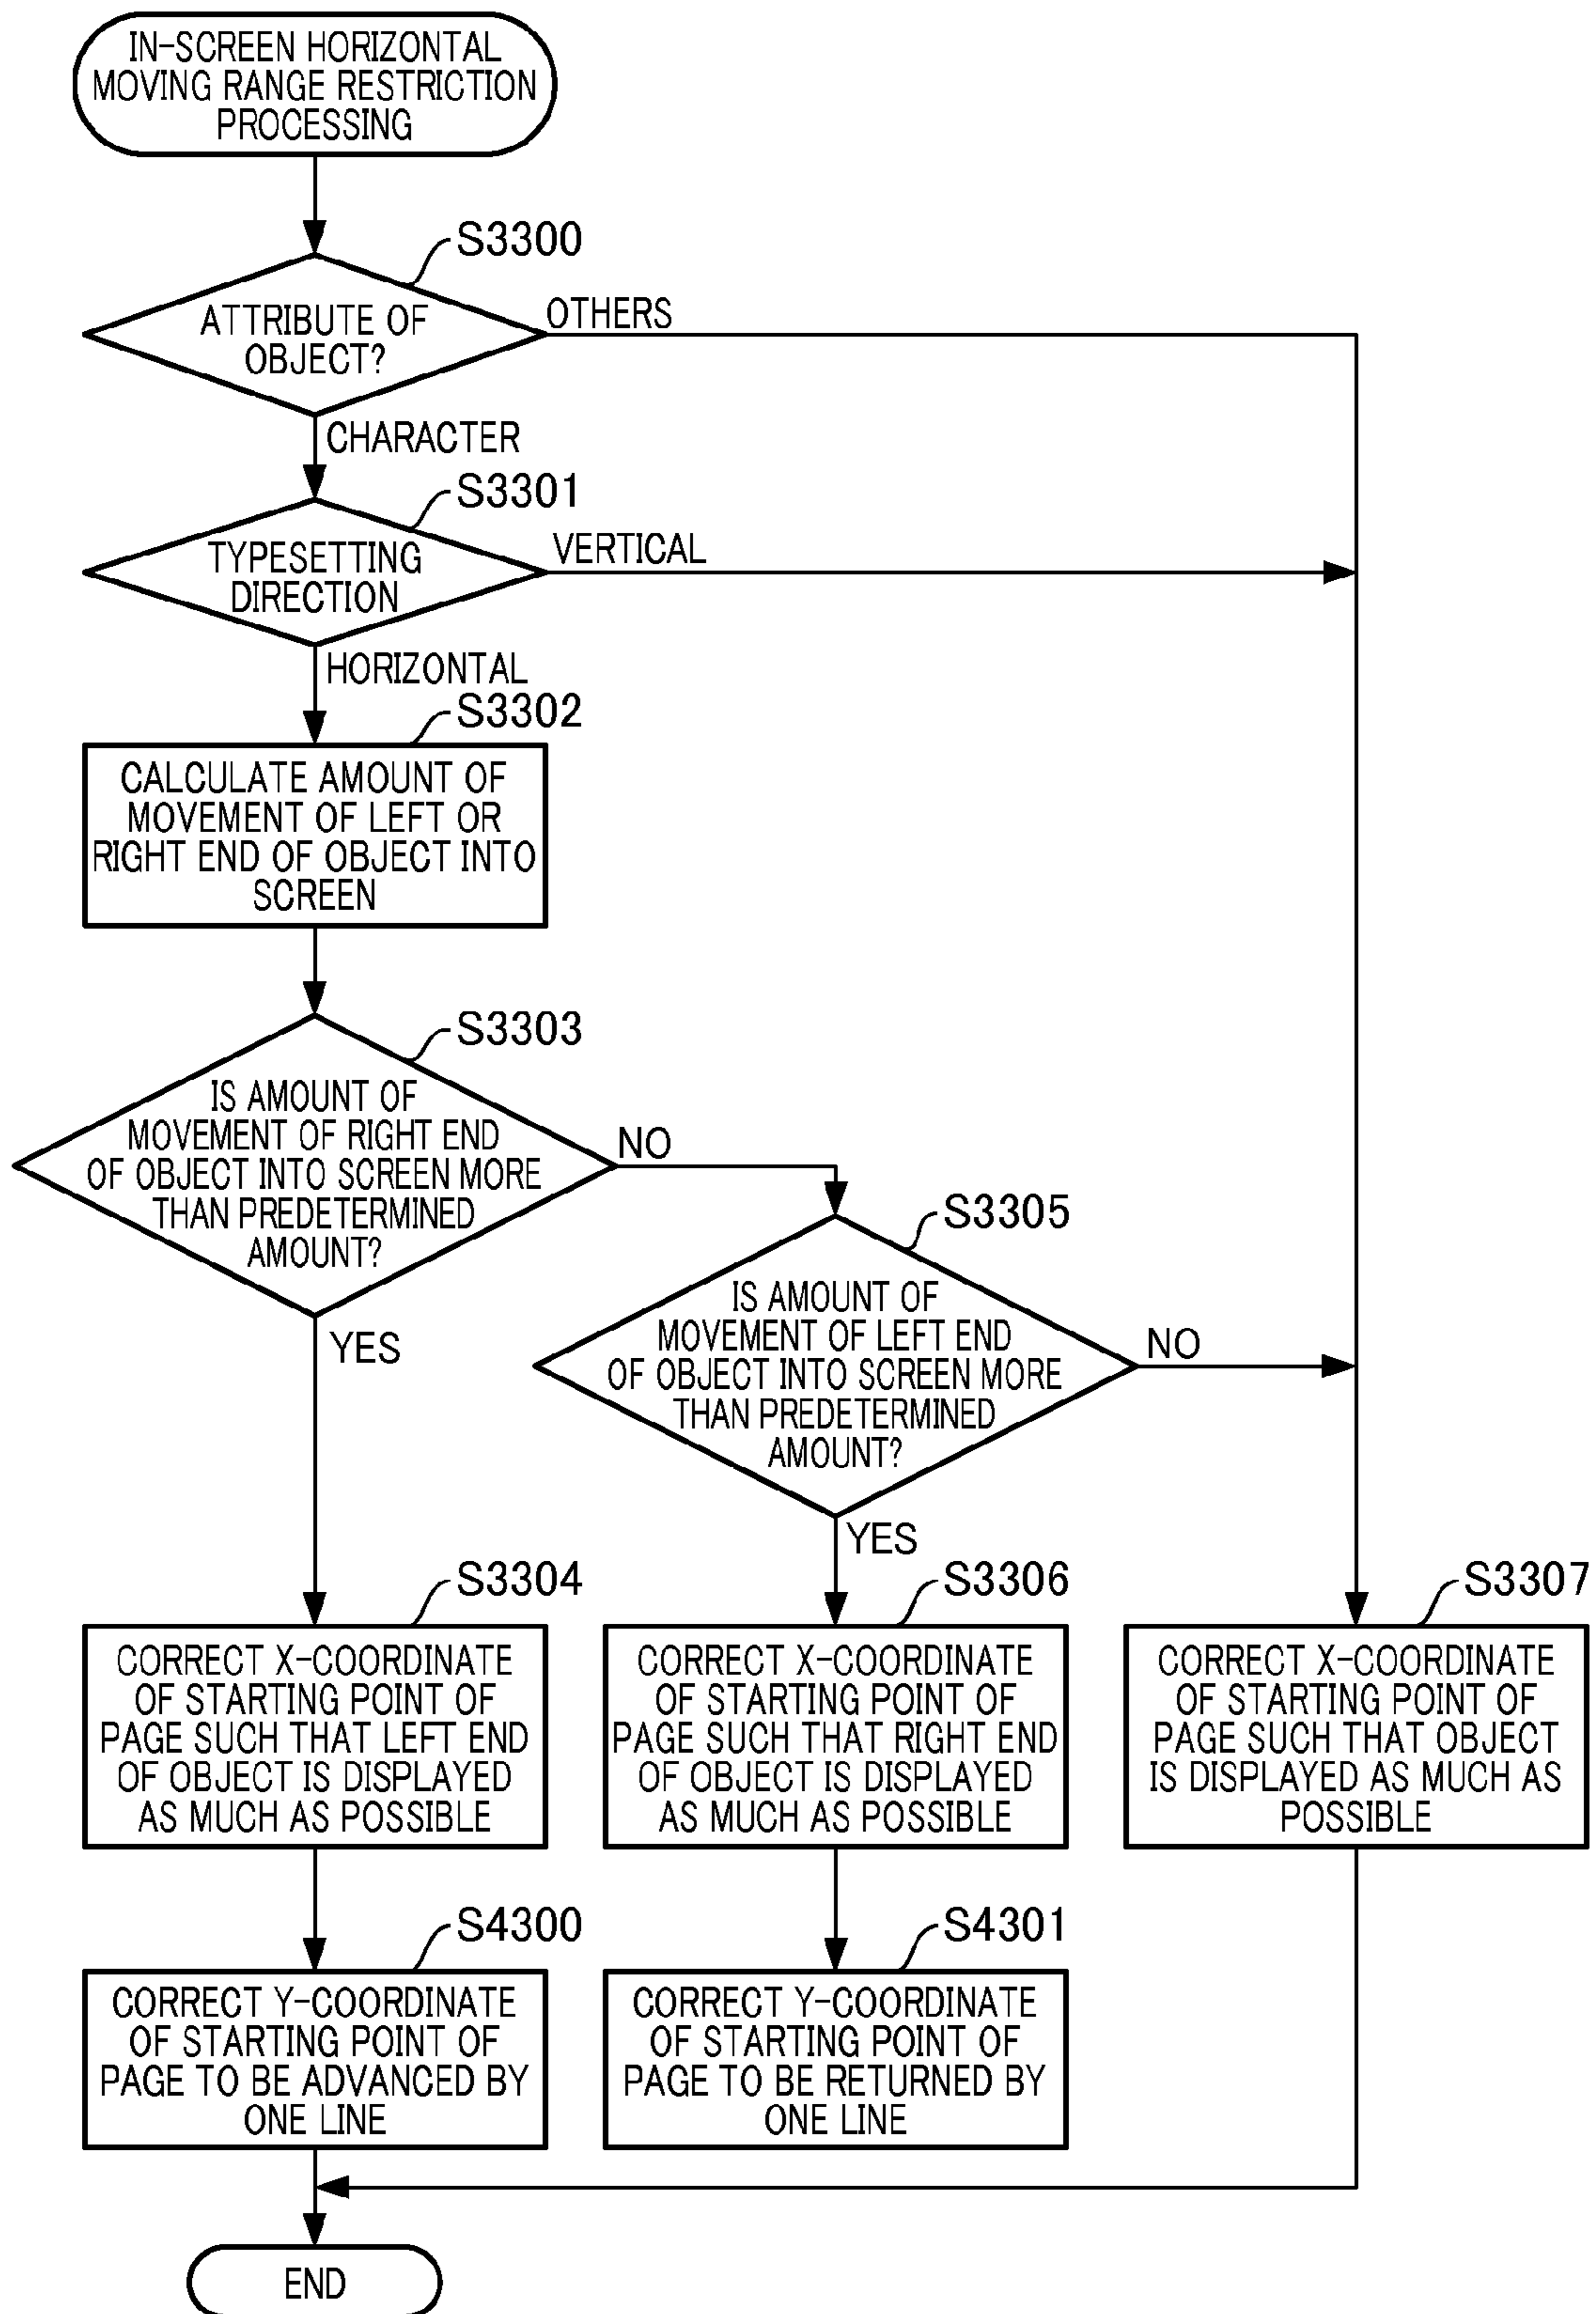 IN-SCREEN HORIZONTAL
MOVING RANGE RESTRICTION
PROCESSING
S3300
ATTRIBUTE OF
OBJECT?
OTHERS
CHARACTER
S3301
TYPESETTING
DIRECTION
VERTICAL
HORIZONTAL
S3302
CALCULATE AMOUNT OF
MOVEMENT OF LEFT OR
RIGHT END OF OBJECT INTO
SCREEN
S3303
IS AMOUNT OF
MOVEMENT OF RIGHT END
OF OBJECT INTO SCREEN MORE
THAN PREDETERMINED
AMOUNT?
NO
YES
S3305
IS AMOUNT OF
MOVEMENT OF LEFT END
OF OBJECT INTO SCREEN MORE
THAN PREDETERMINED
AMOUNT?
NO
YES
S3304
CORRECT X-COORDINATE
OF STARTING POINT OF
PAGE SUCH THAT LEFT END
OF OBJECT IS DISPLAYED
AS MUCH AS POSSIBLE
S3306
CORRECT X-COORDINATE
OF STARTING POINT OF
PAGE SUCH THAT RIGHT END
OF OBJECT IS DISPLAYED
AS MUCH AS POSSIBLE
S3307
CORRECT X-COORDINATE
OF STARTING POINT OF
PAGE SUCH THAT OBJECT
IS DISPLAYED AS MUCH AS
POSSIBLE
S4300
CORRECT Y-COORDINATE
OF STARTING POINT OF
PAGE TO BE ADVANCED BY
ONE LINE
S4301
CORRECT Y-COORDINATE
OF STARTING POINT OF
PAGE TO BE RETURNED BY
ONE LINE
END